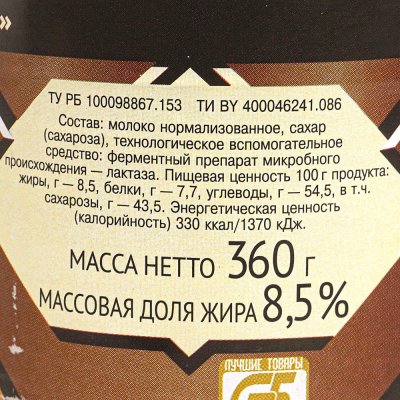 »
ТУ РБ 100098867.153 ТИ BY 400046241.086
Состав: молоко нормализованное, сахар
(сахароза), технологическое вспомогательное
средство: ферментный препарат микробного
происхождения — лактаза. Пищевая ценность 100 г продукта:
жиры, г — 8,5, белки, г — 7,7, углеводы, г — 54,5, в т.ч.
сахарозы, г — 43,5. Энергетическая ценность
(калорийность) 330 ккал/1370 кДж.
МАССА НЕТТО 360 г
МАССОВАЯ ДОЛЯ ЖИРА 8,5%
ЛУЧШИЕ ТОВАРЫ